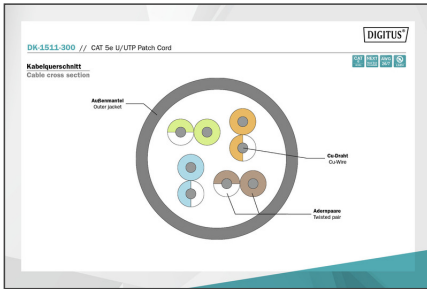 DIGITUS®
DK-1511-300 // CAT 5e U/UTP Patch Cord
Kabelquerschnitt
Cable cross section
Außenmantel
Outer jacket
Cu-Draht
Cu-Wire
Adernpaare
Twisted pair